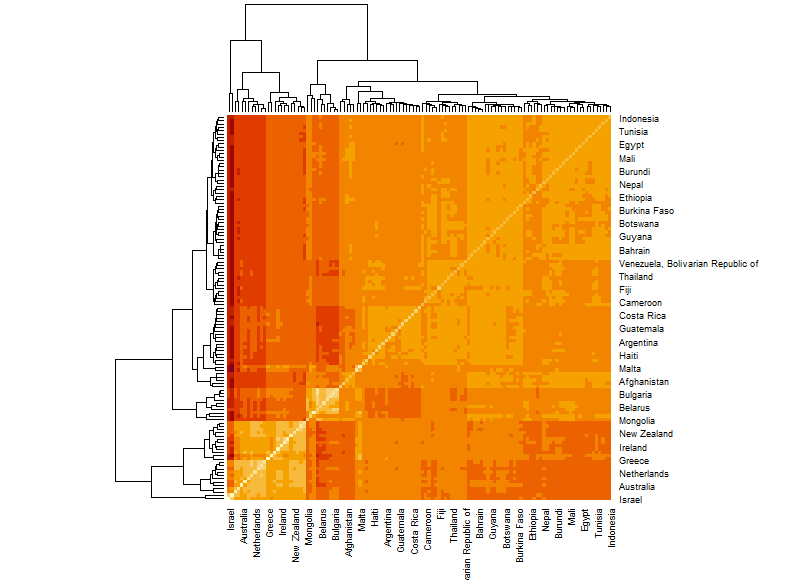 Indonesia
Tunisia
Egypt
Mali
Burundi
Nepal
Ethiopia
Burkina Faso
Botswana
Guyana
Bahrain
Venezuela, Bolivarian Republic of
Thailand
Fiji
Cameroon
Costa Rica
Guatemala
Argentina
Haiti
Malta
Afghanistan
Bulgaria
Belarus
Mongolia
New Zealand
Ireland
Greece
Netherlands
Australia
Israel
Israel
Australia
Netherlands
Greece
Ireland
New Zealand
Mongolia
Belarus
Bulgaria
Afghanistan
Malta
Haiti
Argentina
Guatemala
Costa Rica
Cameroon
Fiji
Thailand
varian Republic of
Bahrain
Guyana
Botswana
Burkina Faso
Ethiopia
Nepal
Burundi
Mali
Egypt
Tunisia
Indonesia